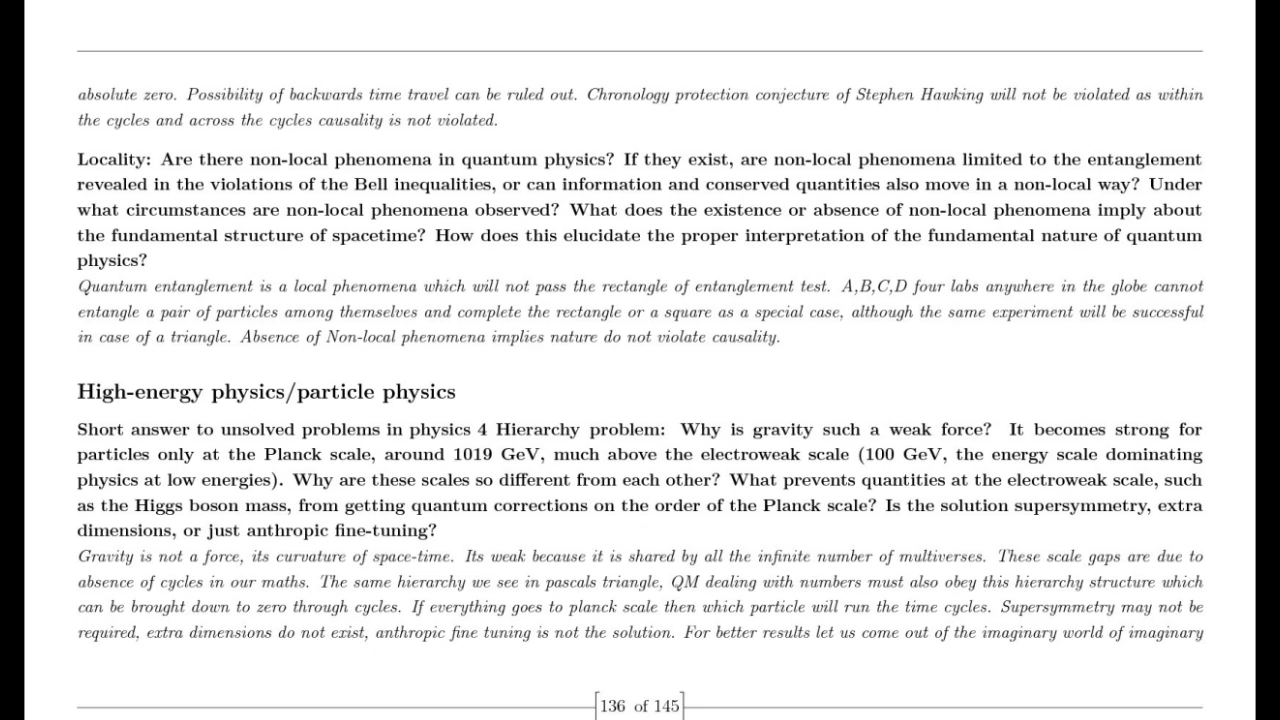 absolute zero. Possibility of backwards time travel can be ruled out. Chronology protection conjecture of Stephen Hawking will not be violated as within
the cycles and across the cycles causality is not violated.
Locality: Are there non-local phenomena in quantum physics? If they exist, are non-local phenomena limited to the entanglement
revealed in the violations of the Bell inequalities, or can information and conserved quantities also move in a non-local way? Under
what circumstances are non-local phenomena observed? What does the existence or absence of non-local phenomena imply about
the fundamental structure of spacetime? How does this elucidate the proper interpretation of the fundamental nature of quantum
physics?
Quantum entanglement is a local phenomena which will not pass the rectangle of entanglement test. A,B,C,D four labs anywhere in the globe cannot
entangle a pair of particles among themselves and complete the rectangle or a square as a special case, although the same experiment will be successful
in case of a triangle. Absence of Non-local phenomena implies nature do not violate causality.
High-energy physics/particle physics
Short answer to unsolved problems in physics 4 Hierarchy problem: Why is gravity such a weak force? It becomes strong for
particles only at the Planck scale, around 1019 GeV, much above the electroweak scale (100 GeV, the energy scale dominating
physics at low energies). Why are these scales so different from each other? What prevents quantities at the electroweak scale, such
as the Higgs boson mass, from getting quantum corrections on the order of the Planck scale? Is the solution supersymmetry, extra
dimensions, or just anthropic fine-tuning?
Gravity is not a force, its curvature of space-time. Its weak because it is shared by all the infinite number of multiverses. These scale gaps are due to
absence of cycles in our maths. The same hierarchy we see in pascals triangle, QM dealing with numbers must also obey this hierarchy structure which
can be brought down to zero through cycles. If everything goes to planck scale then which particle will run the time cycles. Supersymmetry may not be
required, extra dimensions do not exist, anthropic fine tuning is not the solution. For better results let us come out of the imaginary world of imaginary
136 of 145